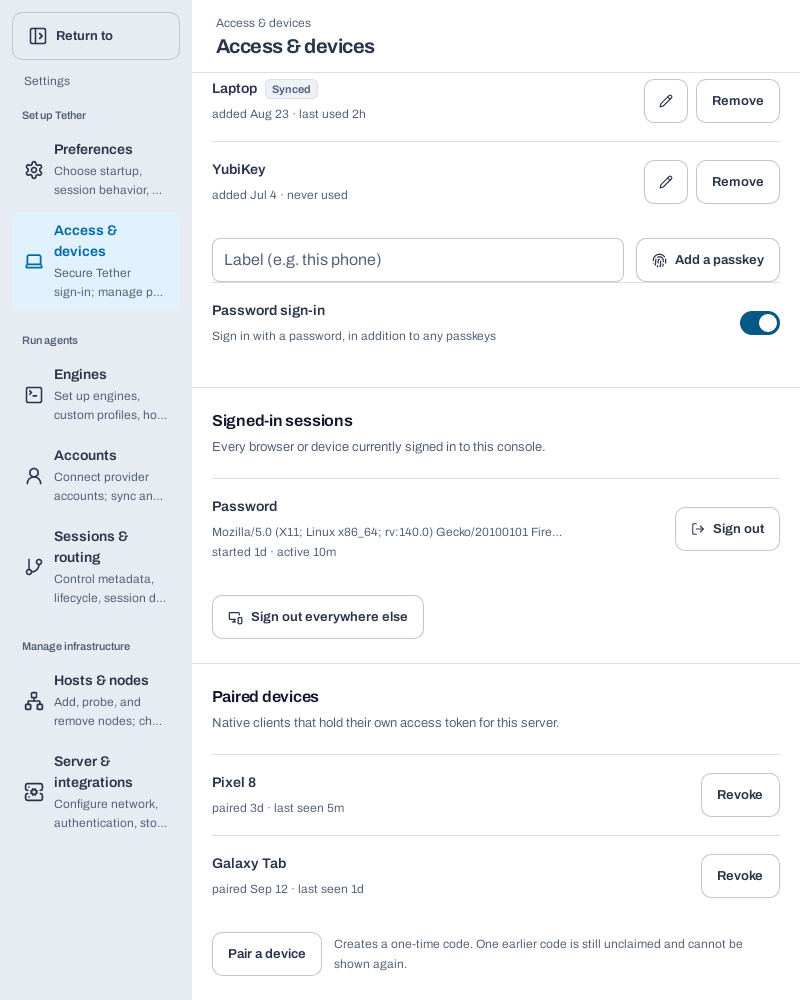 Return to
Settings
Set up Tether
Preferences
Choose startup,
session behavior, ...
Access &
devices
Secure Tether
sign-in; manage p...
Run agents
Engines
Set up engines,
custom profiles, ho...
Accounts
Connect provider
accounts; sync an...
Sessions &
routing
Control metadata,
lifecycle, session d...
Manage infrastructure
Hosts & nodes
Add, probe, and
remove nodes; ch...
Server &
integrations
Configure network,
authentication, sto...
Access & devices
Access & devices
Laptop Synced
added Aug 23 · last used 2h
Remove
YubiKey
added Jul 4 · never used
Remove
Label (e.g. this phone)
Add a passkey
Password sign-in
Sign in with a password, in addition to any passkeys
Signed-in sessions
Every browser or device currently signed in to this console.
Password
Mozilla/5.0 (X11; Linux x86_64; rv:140.0) Gecko/20100101 Fire...
started 1d · active 10m
Sign out
Sign out everywhere else
Paired devices
Native clients that hold their own access token for this server.
Pixel 8
paired 3d · last seen 5m
Revoke
Galaxy Tab
paired Sep 12 · last seen 1d
Revoke
Pair a device
Creates a one-time code. One earlier code is still unclaimed and cannot be
shown again.